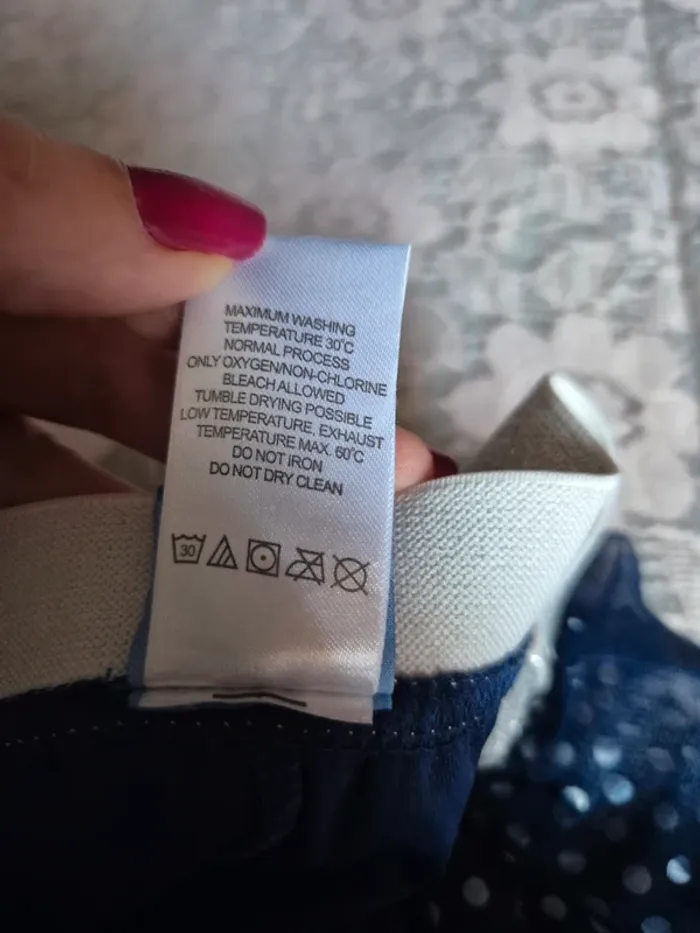 MAXIMUM WASHING
TEMPERATURE 30°C
NORMAL PROCESS
ONLY OXYGEN/NON-CHLORINE
BLEACH ALLOWED
TUMBLE DRYING POSSIBLE
LOW TEMPERATURE, EXHAUST
TEMPERATURE MAX. 60°C
DO NOT IRON
DO NOT DRY CLEAN
30